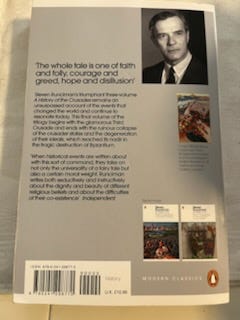 'The whole tale is one of faith
and folly, courage and
greed, hope and disillusion'
Steven Runciman's triumphant three-volume
A History of the Crusades remains an
unsurpassed account of the events that
changed the world and continue to
resonate today. This final volume of the
trilogy begins with the glamorous Third
Crusade and ends with the ruinous collapse
of the crusader states and the degeneration
of their ideals, which reached its nadir in
the tragic destruction of Byzantium.
'When historical events are written about
with this sort of command, they take on
not only the universality of a fairy tale but
also a certain moral weight. Runciman
writes both seductively and instructively
about the dignity and beauty of different
religious beliefs and about the difficulties
of their co-existence' Independent
MODERN CLASSICS
History
U.K. £10.99